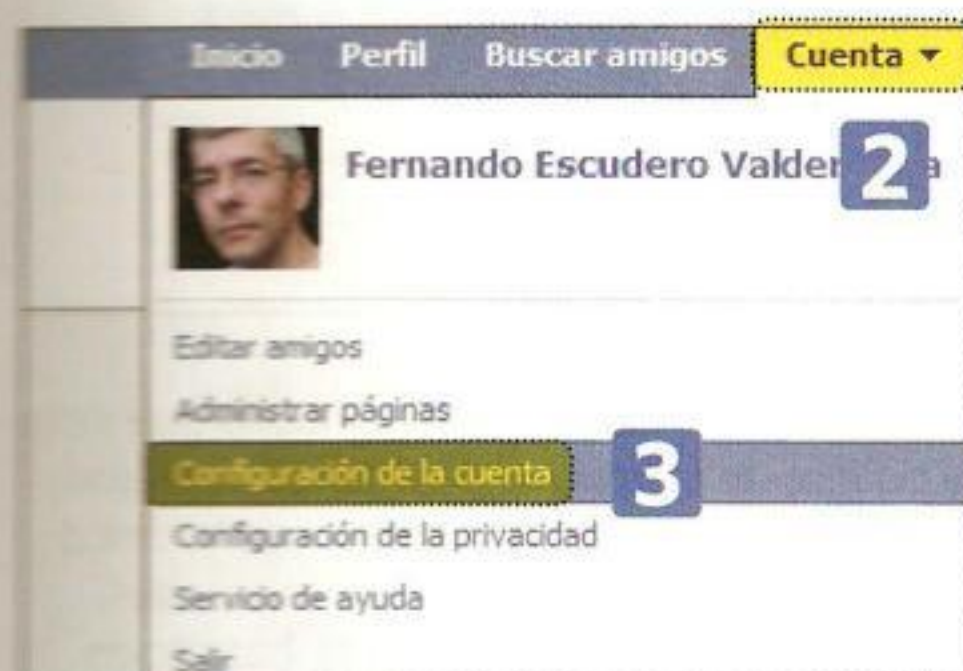 Inicio Perfil Buscar amigos Cuenta
Fernando Escudero
2
Editar amigos
Administrar páginas
Configuración de la cuenta
3
Configuración de la privacidad
Servicio de ayuda
Salir